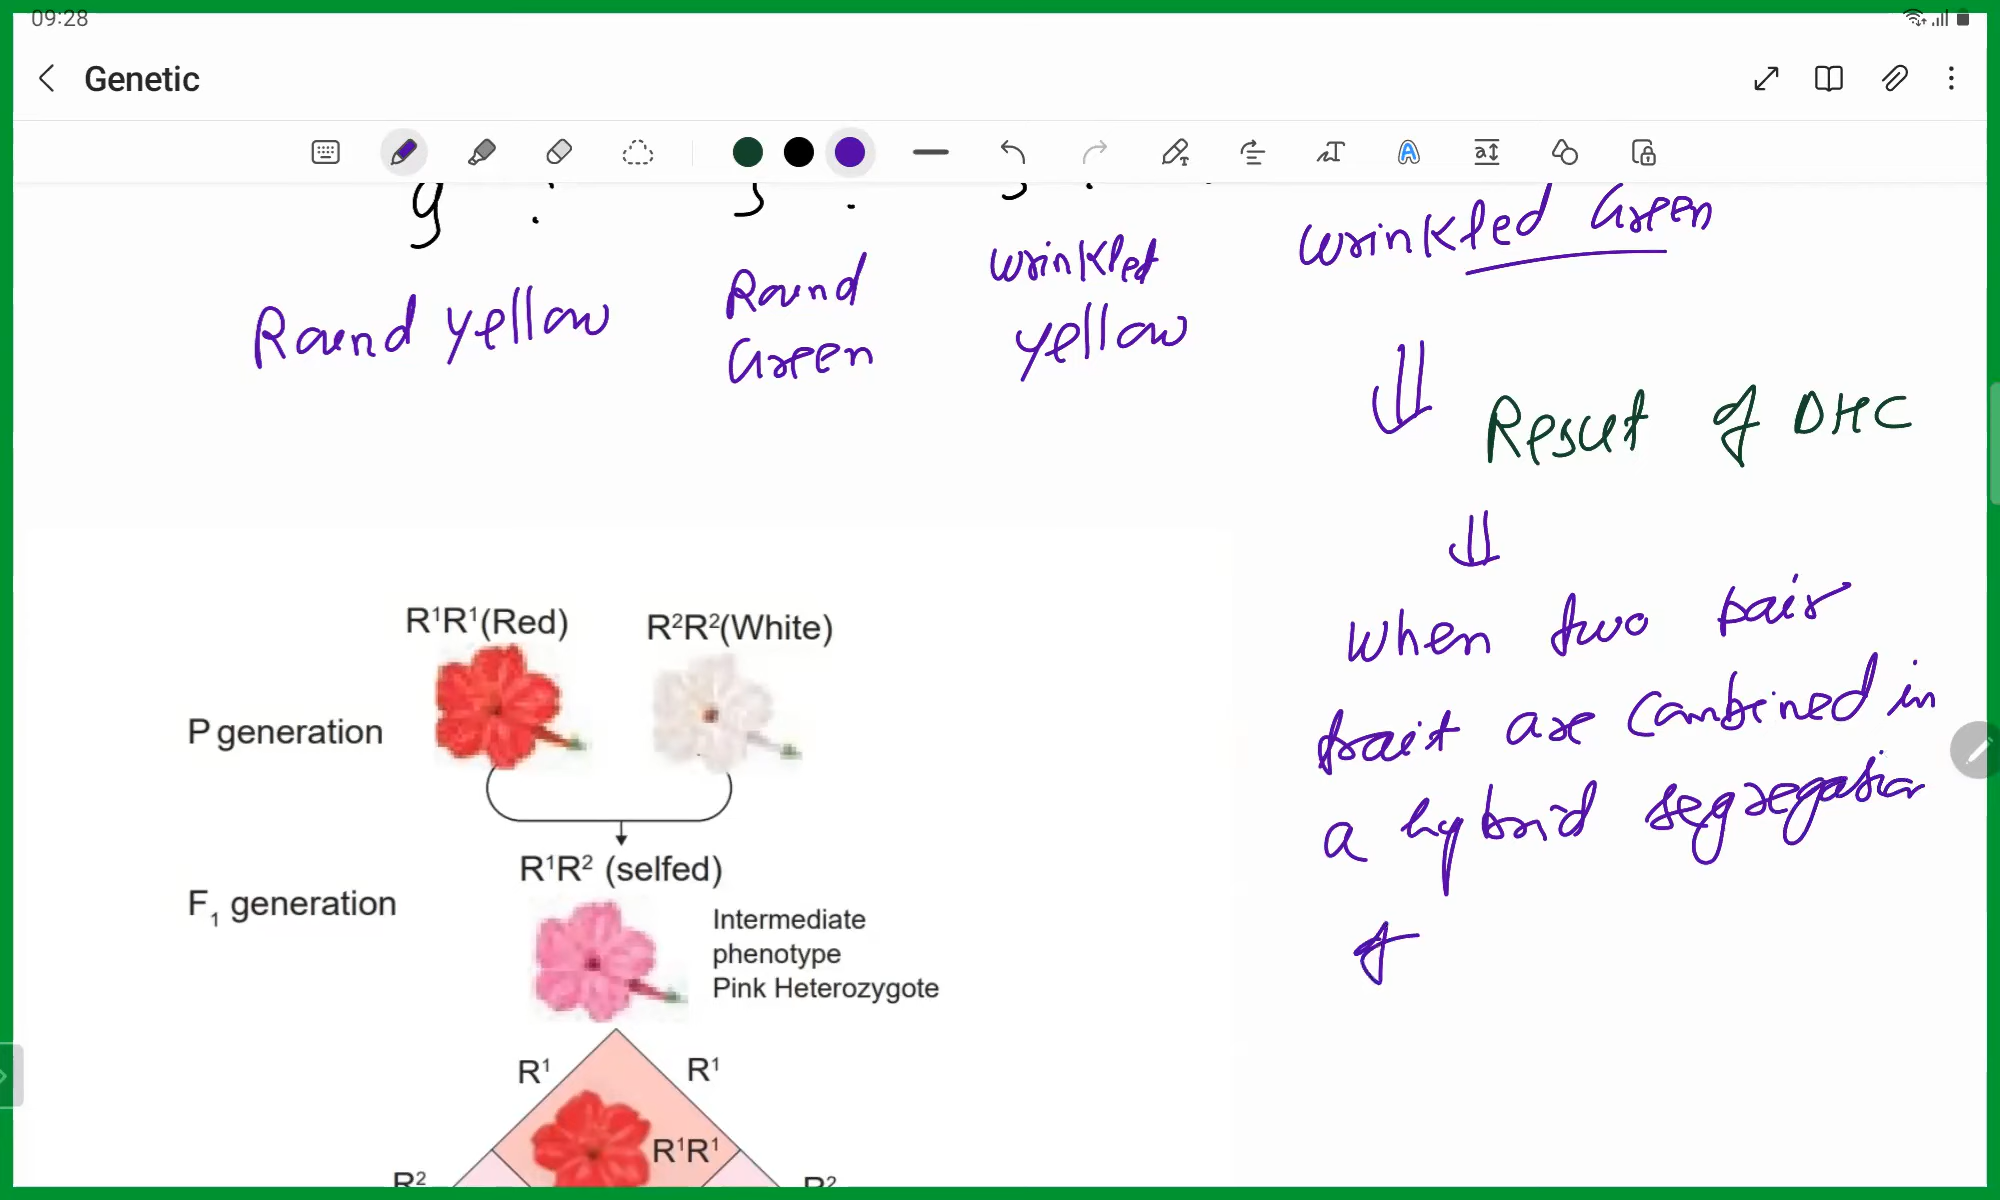 09:28
Genetic
9 : 
Round yellow
Round
Green
wrinkled
yellow
wrinkled Green
Result of DHC
When two pair
trait are combined in
a hybrid segregation
of
R¹R¹(Red)
R²R²(White)
P generation
R¹R² (selfed)
F₁ generation
Intermediate
phenotype
Pink Heterozygote
R¹
R¹
R¹R¹
R²
R²